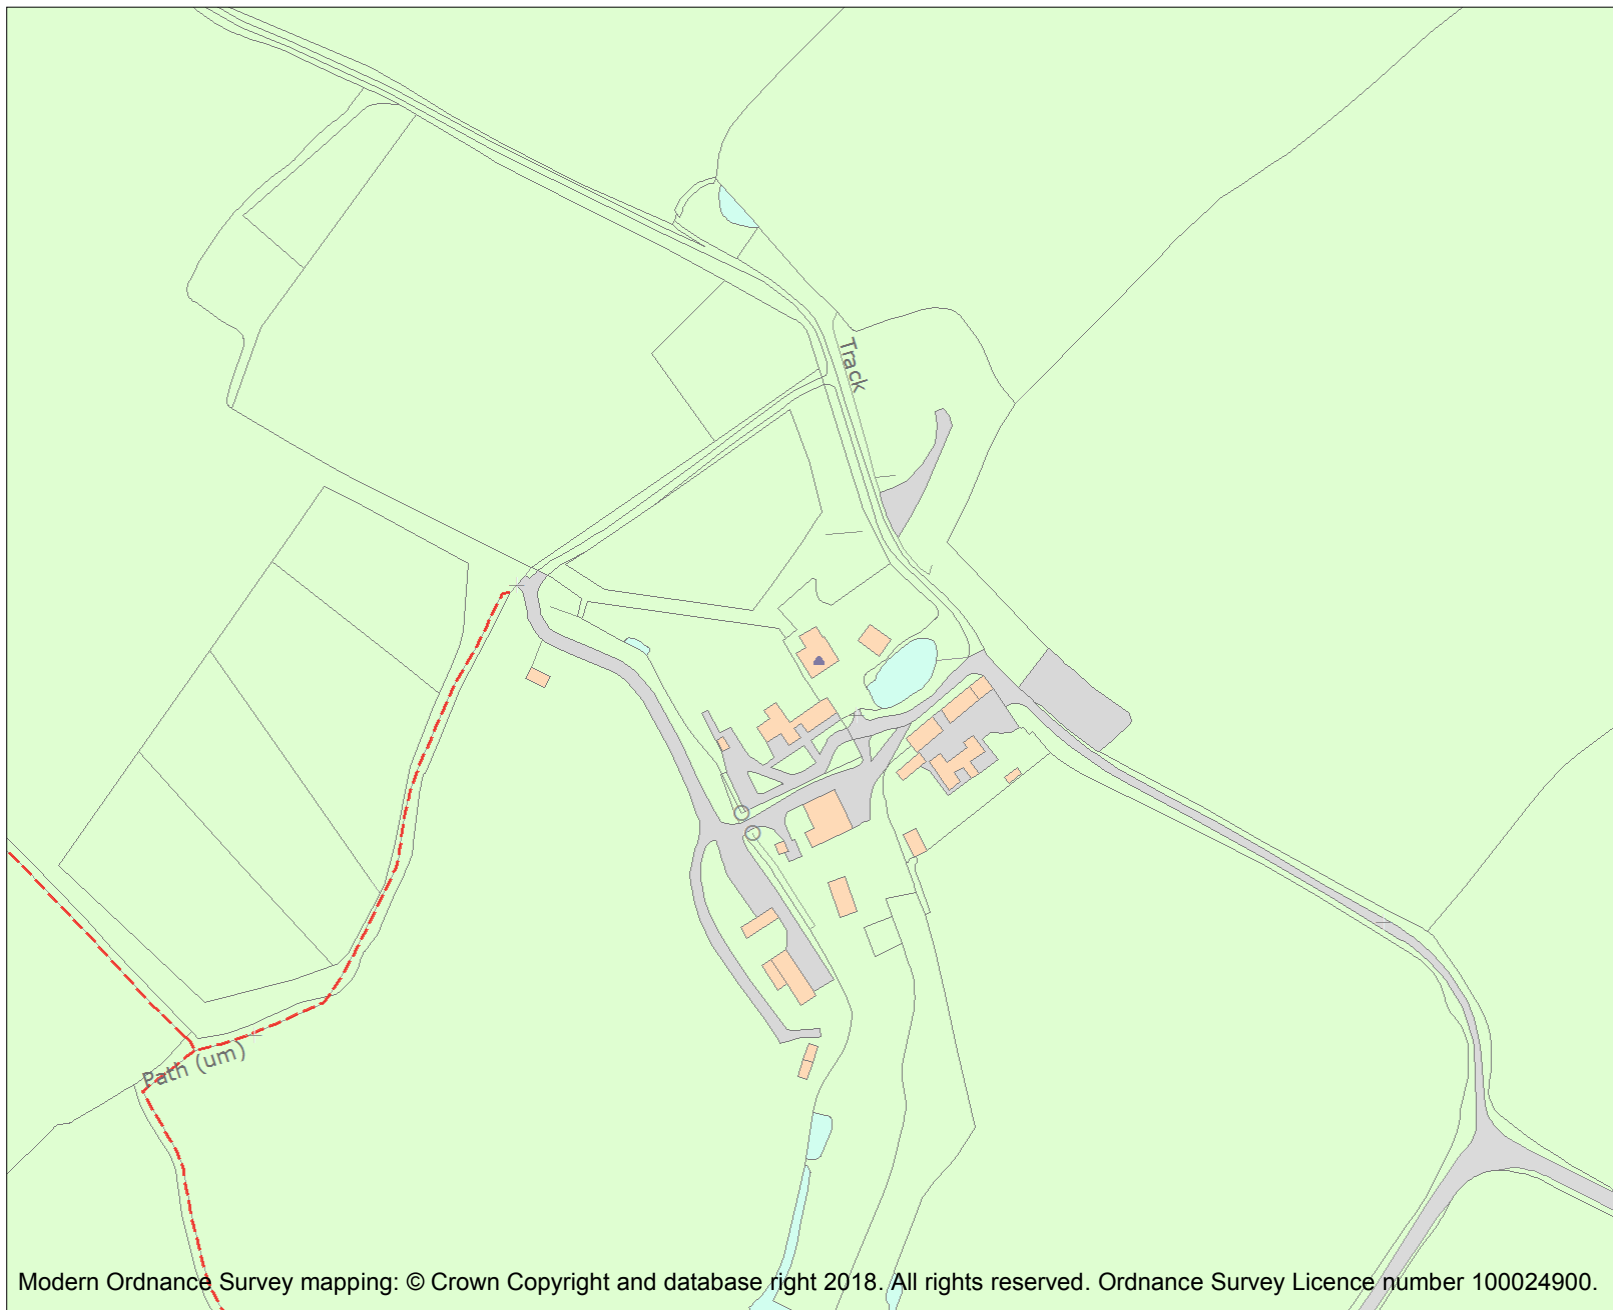 Track
Path (um)
Modern Ordnance Survey mapping: © Crown Copyright and database right 2018. All rights reserved. Ordnance Survey Licence number 100024900.